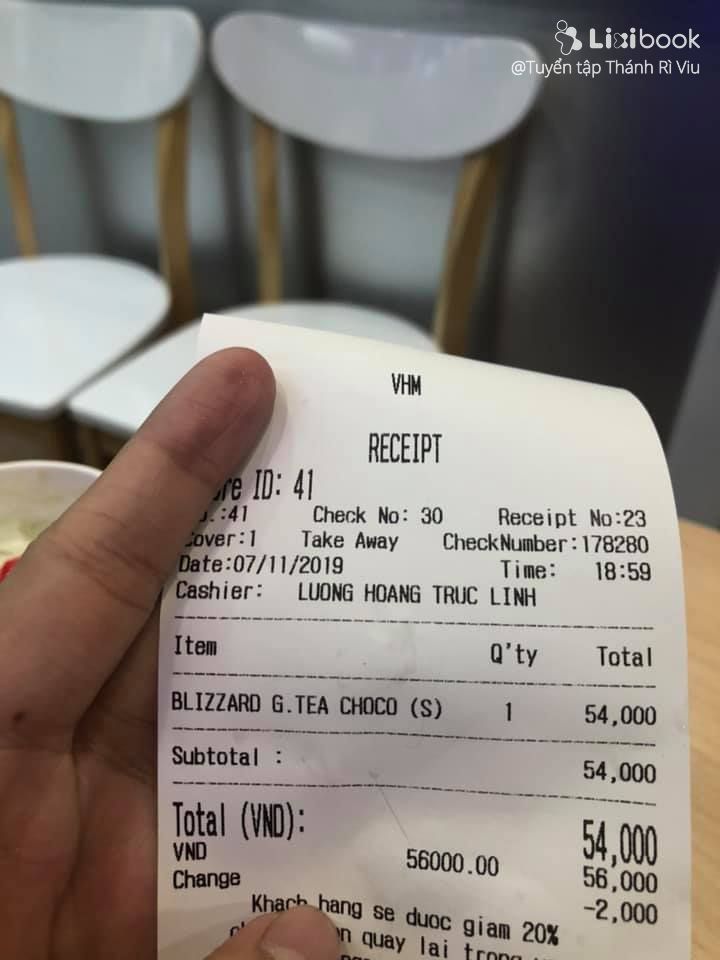 Lixibook
@Tuyển tập Thánh Rì Viu
VHM
RECEIPT
ID: 41
:41 Check No: 30 Receipt No:23
Cover:1 Take Away CheckNumber:178280
Date:07/11/2019 Time: 18:59
Cashier: LUONG HOANG TRUC LINH
Item Q'ty Total
BLIZZARD G.TEA CHOCO (S) 1 54,000
Subtotal : 54,000
Total (VND): 54,000
VND 56000.00 56,000
Change -2,000
Khach hang se duoc giam 20%
quay lai trong